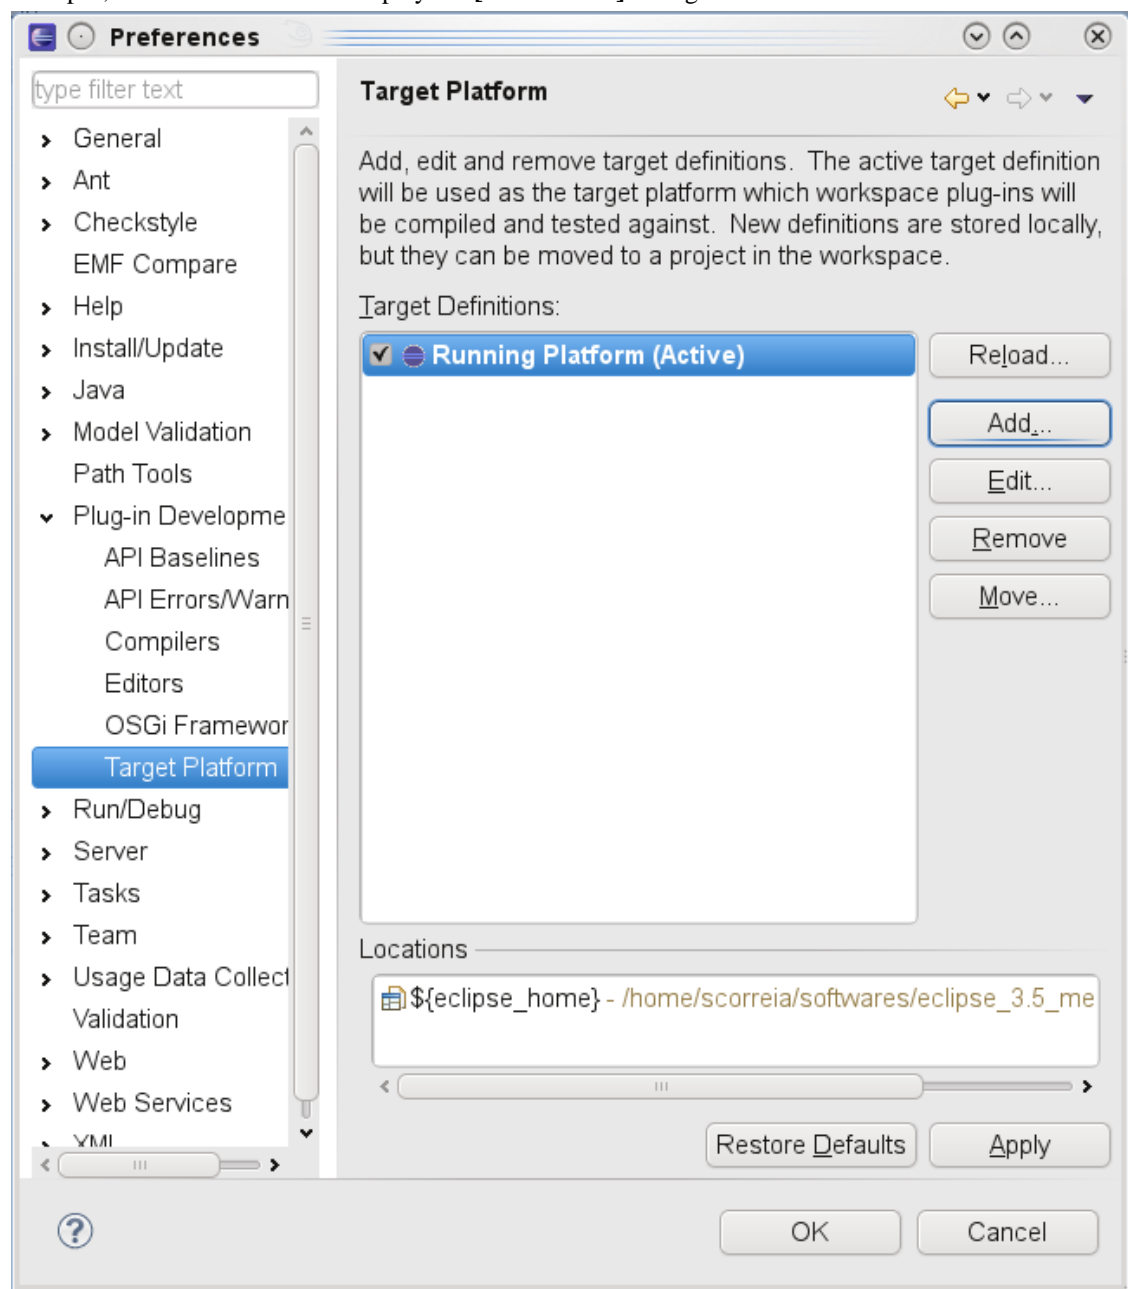 Preferences
type filter text
General
Ant
Checkstyle
EMF Compare
Help
Install/Update
Java
Model Validation
Path Tools
Plug-in Developme
API Baselines
API Errors/Warn
Compilers
Editors
OSGi Framewor
Target Platform
Run/Debug
Server
Tasks
Team
Usage Data Collect
Validation
Web
Web Services
XML
Target Platform
Add, edit and remove target definitions.  The active target definition
will be used as the target platform which workspace plug-ins will
be compiled and tested against.  New definitions are stored locally,
but they can be moved to a project in the workspace.
Target Definitions:
Running Platform (Active)
Reload...
Add...
Edit...
Remove
Move...
Locations
${eclipse_home} - /home/scorreia/softwares/eclipse_3.5_me
Restore Defaults
Apply
OK
Cancel